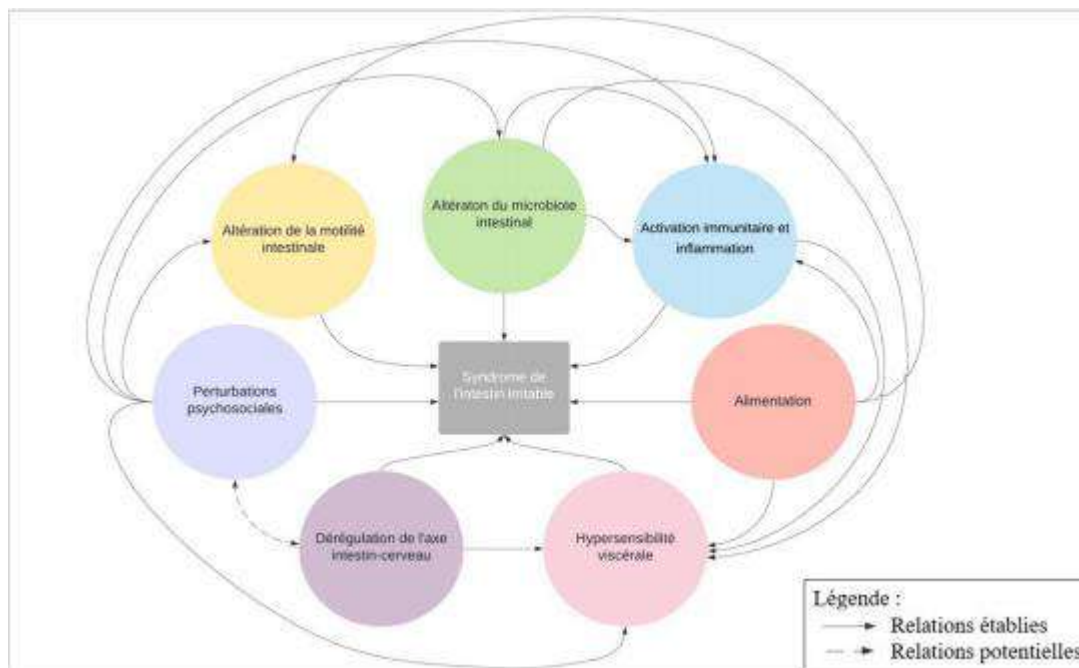 Altération de la motilité
intestinale
Altératon du microbiote
intestinal
Activation immunitaire et
inflammation
Perturbations
psychosociales
Syndrome de
l'intestin irritable
Alimentation
Dérégulation de l'axe
intestin-cerveau
Hypersensibilité
viscérale
Légende :
Relations établies
Relations potentielles